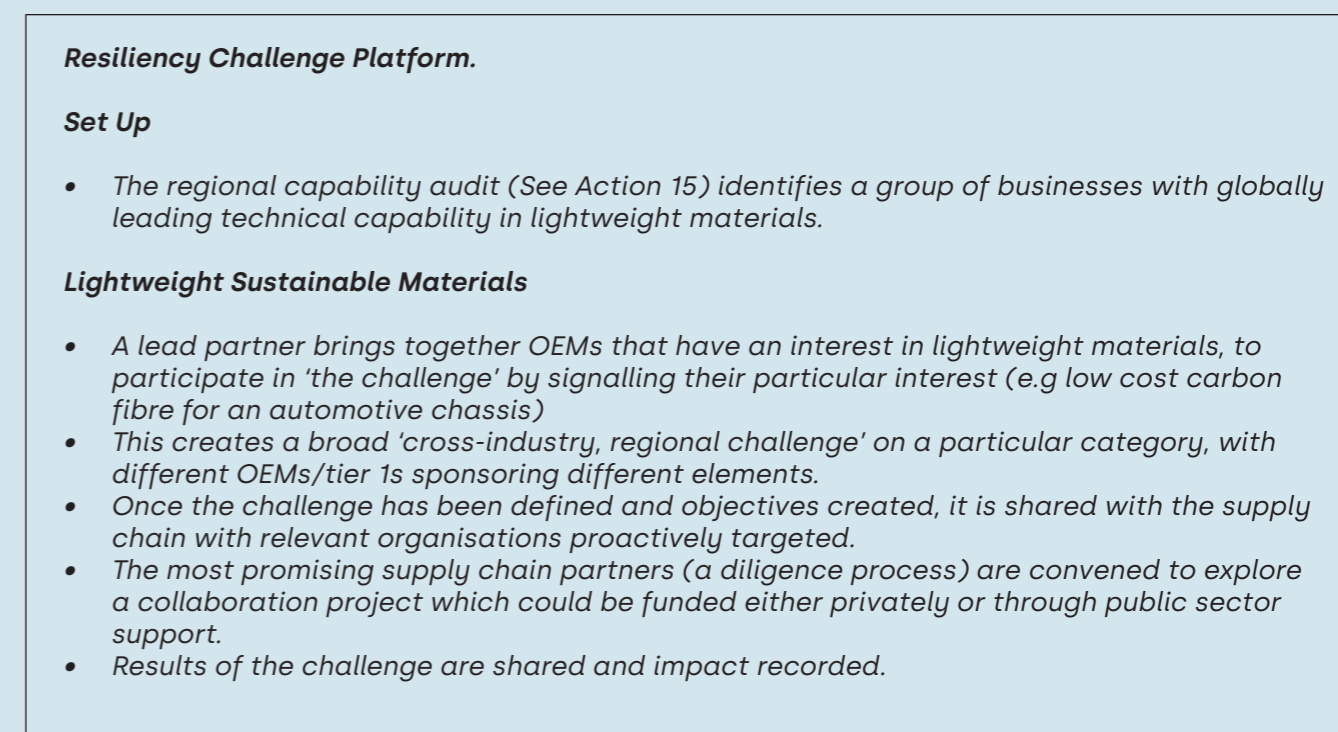 Resiliency Challenge Platform.
Set Up
• The regional capability audit (See Action 15) identifies a group of businesses with globally
leading technical capability in lightweight materials.
Lightweight Sustainable Materials
• A lead partner brings together OEMs that have an interest in lightweight materials, to
participate in ‘the challenge’ by signalling their particular interest (e.g low cost carbon
fibre for an automotive chassis)
• This creates a broad ‘cross-industry, regional challenge’ on a particular category, with
different OEMs/tier 1s sponsoring different elements.
• Once the challenge has been defined and objectives created, it is shared with the supply
chain with relevant organisations proactively targeted.
• The most promising supply chain partners (a diligence process) are convened to explore
a collaboration project which could be funded either privately or through public sector
support.
• Results of the challenge are shared and impact recorded.